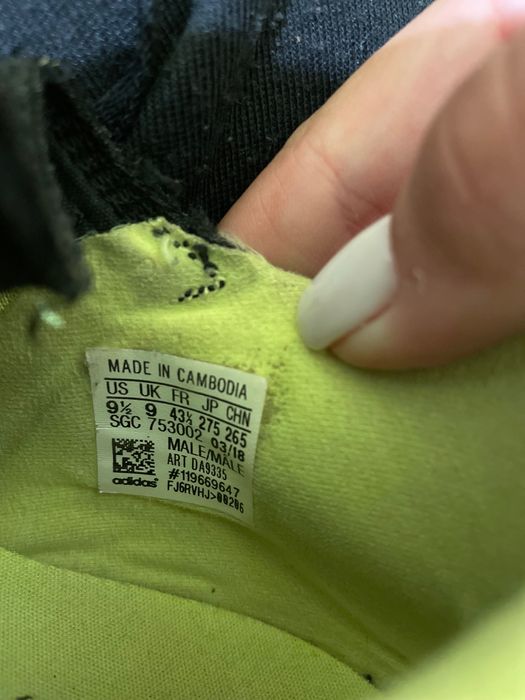 MADE IN CAMBODIA
US UK FR JP CHN
9½ 9 43⅓ 275 265
SGC 753002 03/18
MALE/MÂLE
ART DA9335
#119669647
adidas FJ6RVHJ>00206